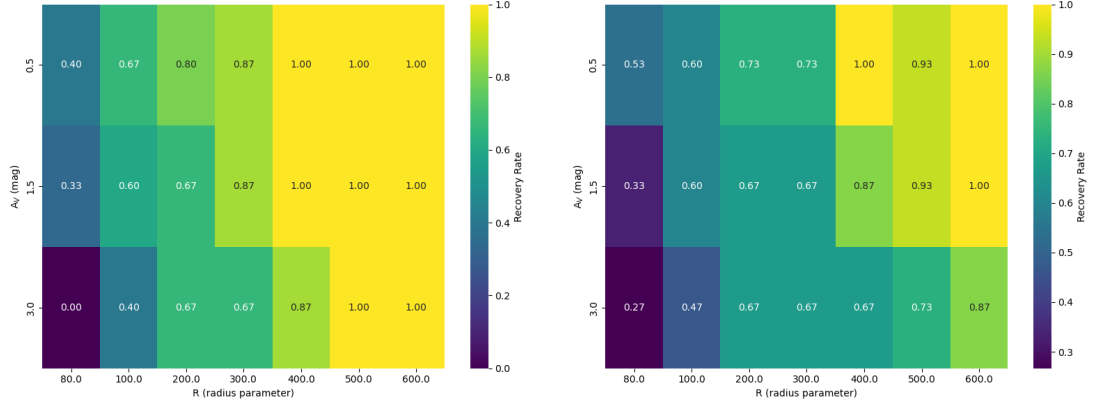 0.5 0.40 0.67 0.80 0.87 1.00 1.00 1.00
1.5 0.33 0.60 0.67 0.87 1.00 1.00 1.00
3.0 0.00 0.40 0.67 0.67 0.87 1.00 1.00
80.0 100.0 200.0 300.0 400.0 500.0 600.0
R (radius parameter)
A_V (mag)
1.0
0.8
0.6
0.4
0.2
0.0
Recovery Rate
0.5 0.53 0.60 0.73 0.73 1.00 0.93 1.00
1.5 0.33 0.60 0.67 0.67 0.87 0.93 1.00
3.0 0.27 0.47 0.67 0.67 0.67 0.73 0.87
80.0 100.0 200.0 300.0 400.0 500.0 600.0
R (radius parameter)
A_V (mag)
1.0
0.9
0.8
0.7
0.6
0.5
0.4
0.3
Recovery Rate